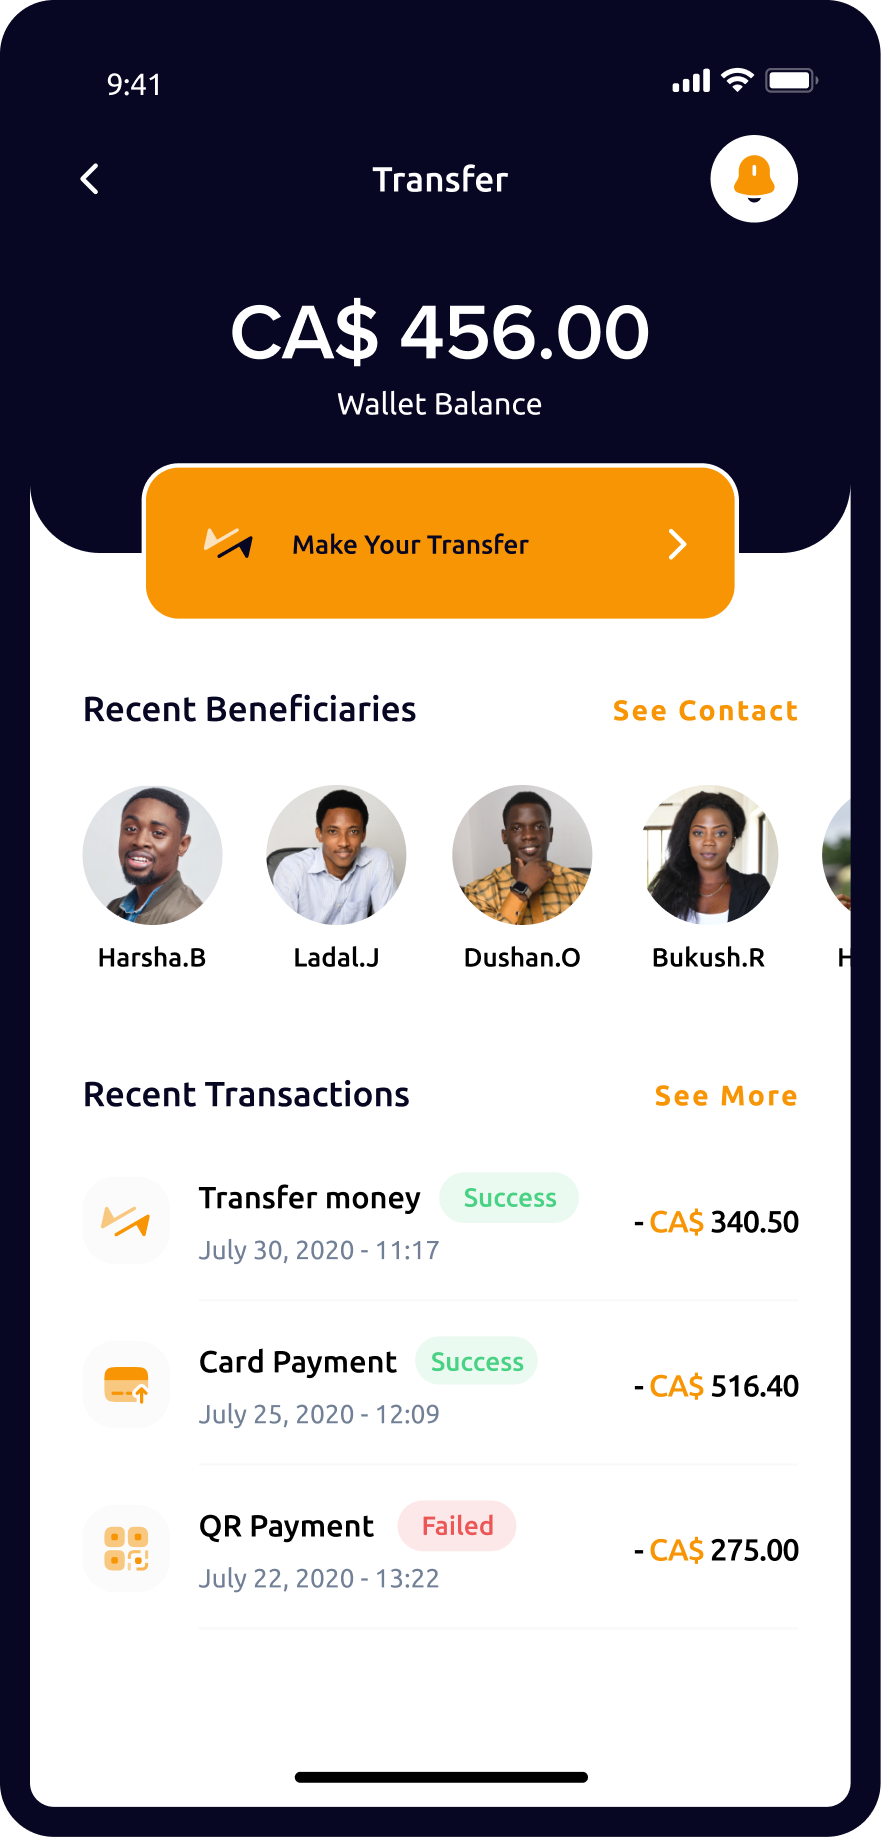 9:41
Transfer
CA$ 456.00
Wallet Balance
Make Your Transfer
Recent Beneficiaries
See Contact
Harsha.B
Ladal.J
Dushan.O
Bukush.R
H
Recent Transactions
See More
Transfer money
Success
July 30, 2020 - 11:17
- CA$ 340.50
Card Payment
Success
July 25, 2020 - 12:09
- CA$ 516.40
QR Payment
Failed
July 22, 2020 - 13:22
- CA$ 275.00